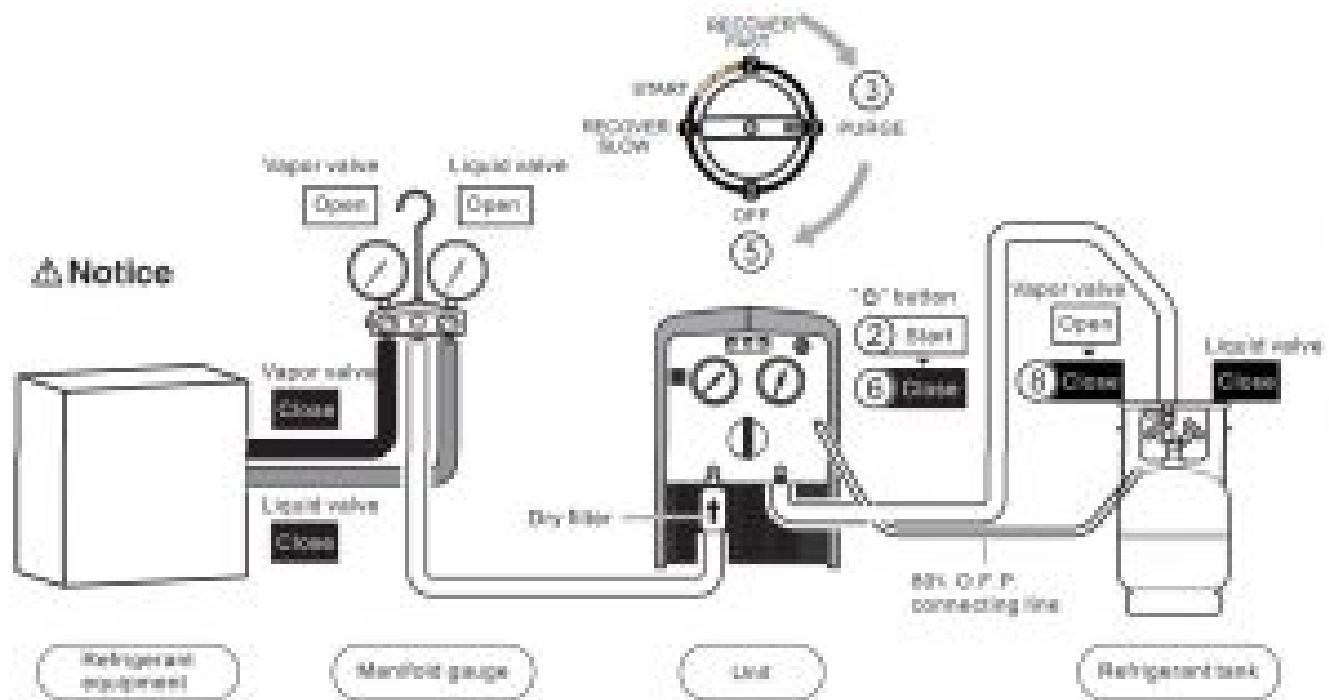 RECOVER
FAST
START
③
RECOVER
SLOW
PURGE
Vapor valve
Liquid valve
Open
Open
OFF
⑤
⚠ Notice
button
② Start
⑥ Close
Vapor valve
Open
⑧ Close
Liquid valve
Close
Vapor valve
Close
Liquid valve
Close
Dry filter
80% O.F.P.
connecting line
Refrigerant
equipment
Manifold gauge
Unit
Refrigerant tank